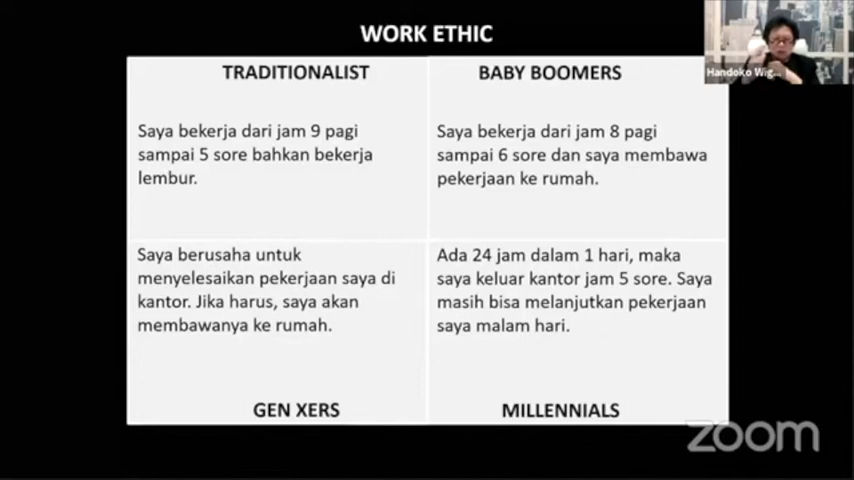 WORK ETHIC
Handoko Wig...
TRADITIONALIST
Saya bekerja dari jam 9 pagi
sampai 5 sore bahkan bekerja
lembur.
BABY BOOMERS
Saya bekerja dari jam 8 pagi
sampai 6 sore dan saya membawa
pekerjaan ke rumah.
Saya berusaha untuk
menyelesaikan pekerjaan saya di
kantor. Jika harus, saya akan
membawanya ke rumah.
GEN XERS
Ada 24 jam dalam 1 hari, maka
saya keluar kantor jam 5 sore. Saya
masih bisa melanjutkan pekerjaan
saya malam hari.
MILLENNIALS
zoom